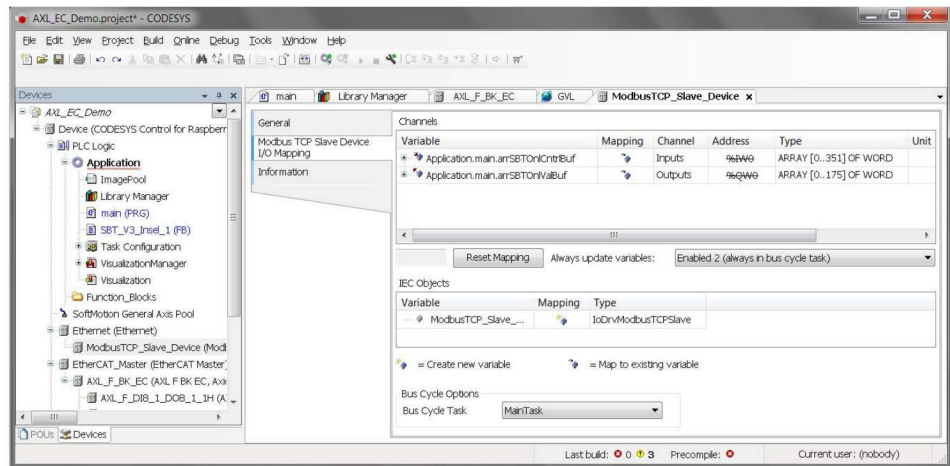 AXL_EC_Demo.project* - CODESYS
File Edit View Project Build Online Debug Tools Window Help
Devices
main Library Manager AXL_F_BK_EC GVL ModbusTCP_Slave_Device x
AXL_EC_Demo
Device (CODESYS Control for Raspberr
PLC Logic
Application
ImagePool
Library Manager
main (PRG)
SBT_V3_Insel_1 (FB)
Task Configuration
VisualizationManager
Visualization
Function_Blocks
SoftMotion General Axis Pool
Ethernet (Ethernet)
ModbusTCP_Slave_Device (Mod
EtherCAT_Master (EtherCAT Master)
AXL_F_BK_EC (AXL F BK EC, Axi
AXL_F_DI8_1_DO8_1_1H (A
POUs Devices
General
Modbus TCP Slave Device
I/O Mapping
Information
Channels
Variable Mapping Channel Address Type Unit
Application.main.arrSBTOnlCntrlBuf Inputs %IW0 ARRAY [0..351] OF WORD
Application.main.arrSBTOnlValBuf Outputs %QW0 ARRAY [0..175] OF WORD
Reset Mapping Always update variables: Enabled 2 (always in bus cycle task)
IEC Objects
Variable Mapping Type
ModbusTCP_Slave_... IoDrvModbusTCPSlave
= Create new variable = Map to existing variable
Bus Cycle Options
Bus Cycle Task MainTask
Last build: 0 3 Precompile: Current user: (nobody)